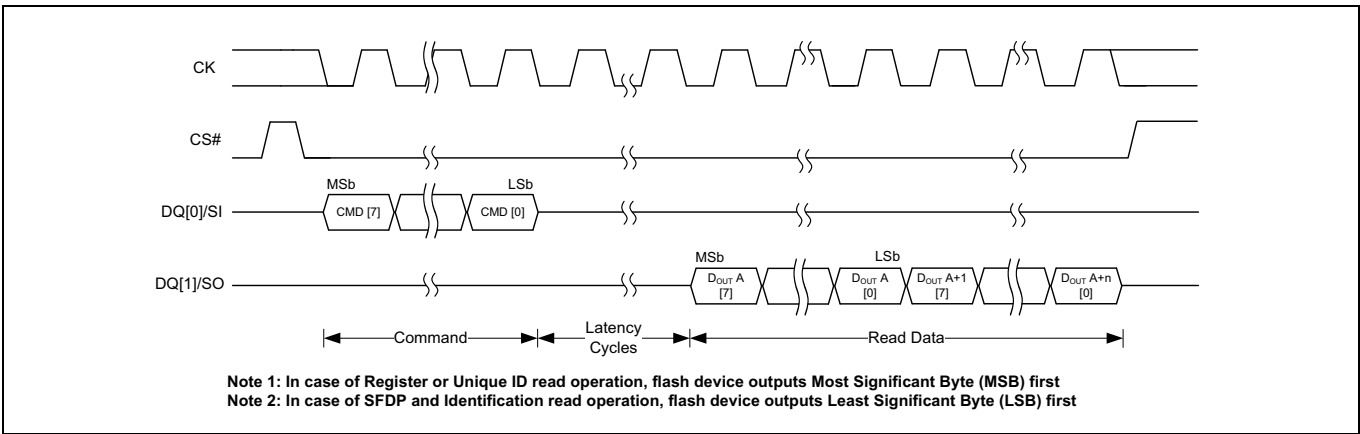 CK
CS#
MSb LSb
DQ[0]/SI CMD [7] CMD [0]
MSb LSb
DQ[1]/SO DOUT A [7] DOUT A [0] DOUT A+1 [7] DOUT A+n [0]
Command Latency Cycles Read Data
Note 1: In case of Register or Unique ID read operation, flash device outputs Most Significant Byte (MSB) first
Note 2: In case of SFDP and Identification read operation, flash device outputs Least Significant Byte (LSB) first